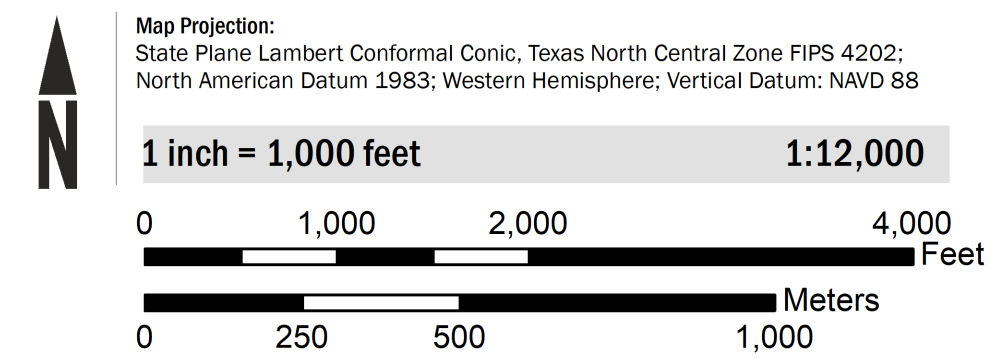 N
Map Projection:
State Plane Lambert Conformal Conic, Texas North Central Zone FIPS 4202;
North American Datum 1983; Western Hemisphere; Vertical Datum: NAVD 88
1 inch = 1,000 feet 1:12,000
0 1,000 2,000 4,000
Feet
Meters
0 250 500 1,000